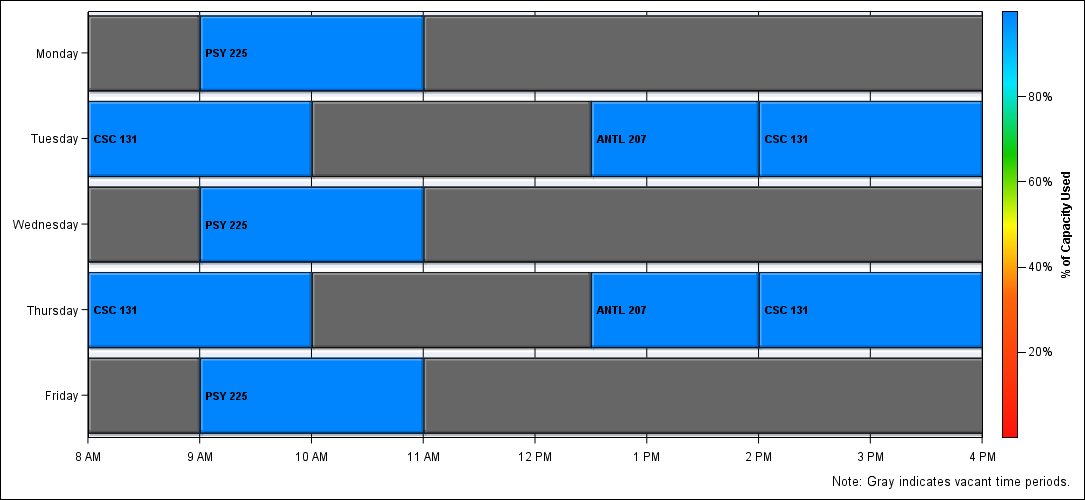 Monday
PSY 225
Tuesday
CSC 131
ANTL 207
CSC 131
Wednesday
PSY 225
Thursday
CSC 131
ANTL 207
CSC 131
Friday
PSY 225
8 AM
9 AM
10 AM
11 AM
12 PM
1 PM
2 PM
3 PM
4 PM
80%
60%
40%
20%
% of Capacity Used
Note: Gray indicates vacant time periods.